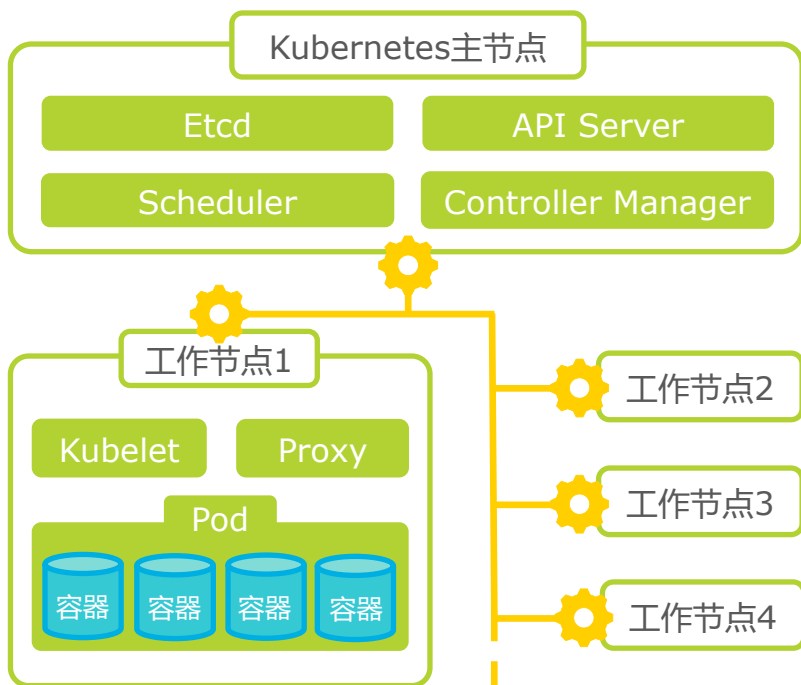 Kubernetes主节点
Etcd
API Server
Scheduler
Controller Manager
工作节点1
Kubelet
Proxy
Pod
容器
容器
容器
容器
工作节点2
工作节点3
工作节点4